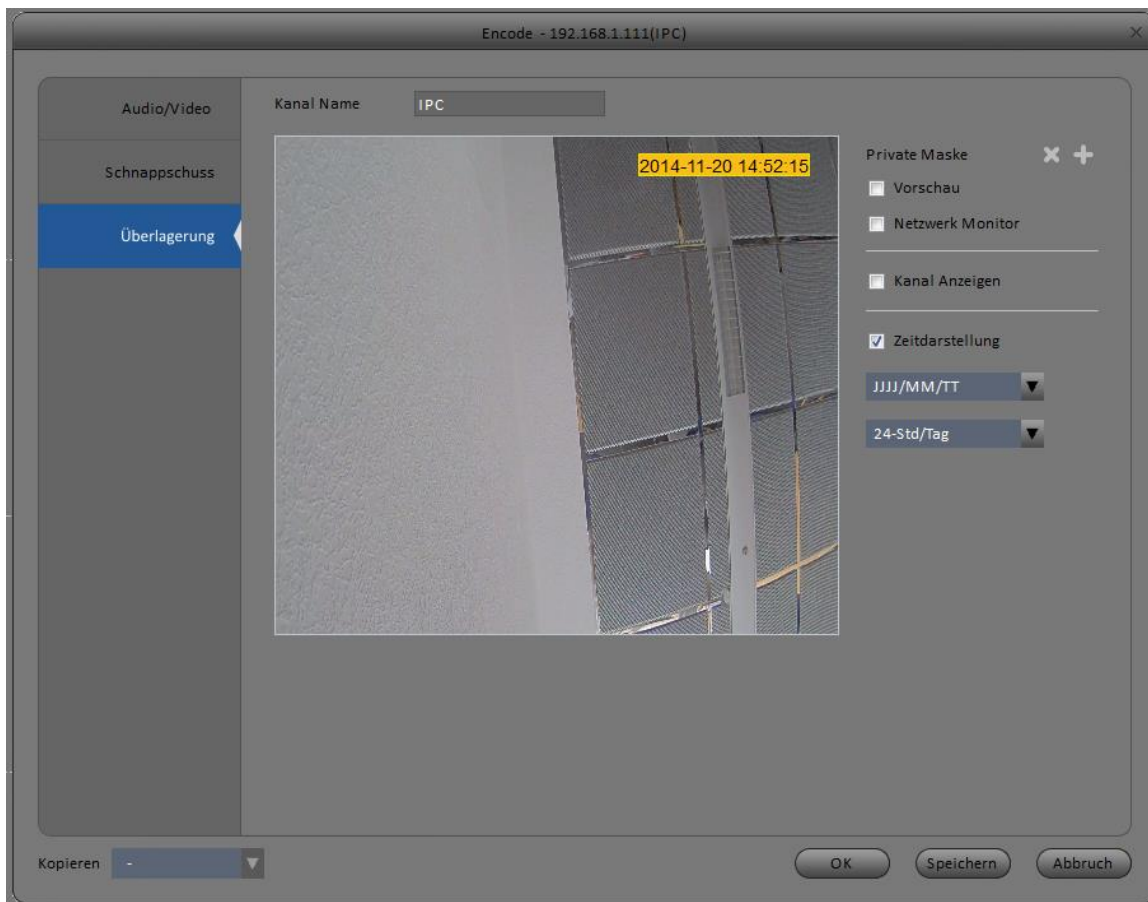 Encode - 192.168.1.111(IPC)
Audio/Video
Schnappschuss
Überlagerung
Kanal Name IPC
2014-11-20 14:52:15
Private Maske
Vorschau
Netzwerk Monitor
Kanal Anzeigen
Zeitdarstellung
JJJJ/MM/TT
24-Std/Tag
Kopieren -
OK Speichern Abbruch